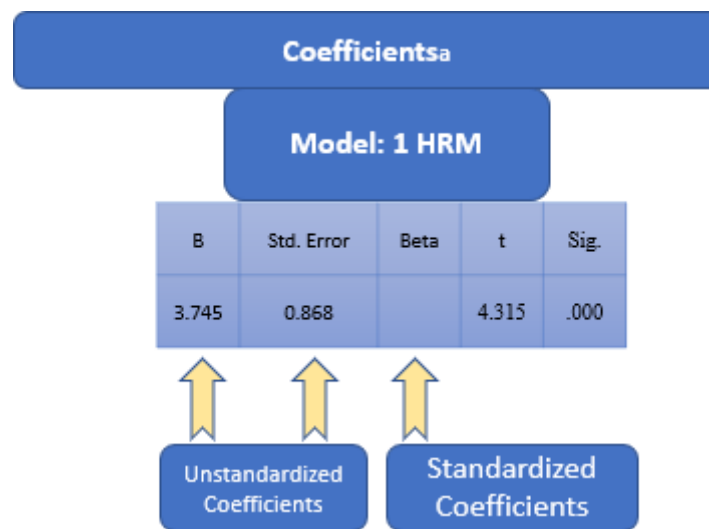 Coefficientsa
Model: 1 HRM
B Std. Error Beta t Sig.
3.745 0.868 4.315 .000
Unstandardized
Coefficients
Standardized
Coefficients